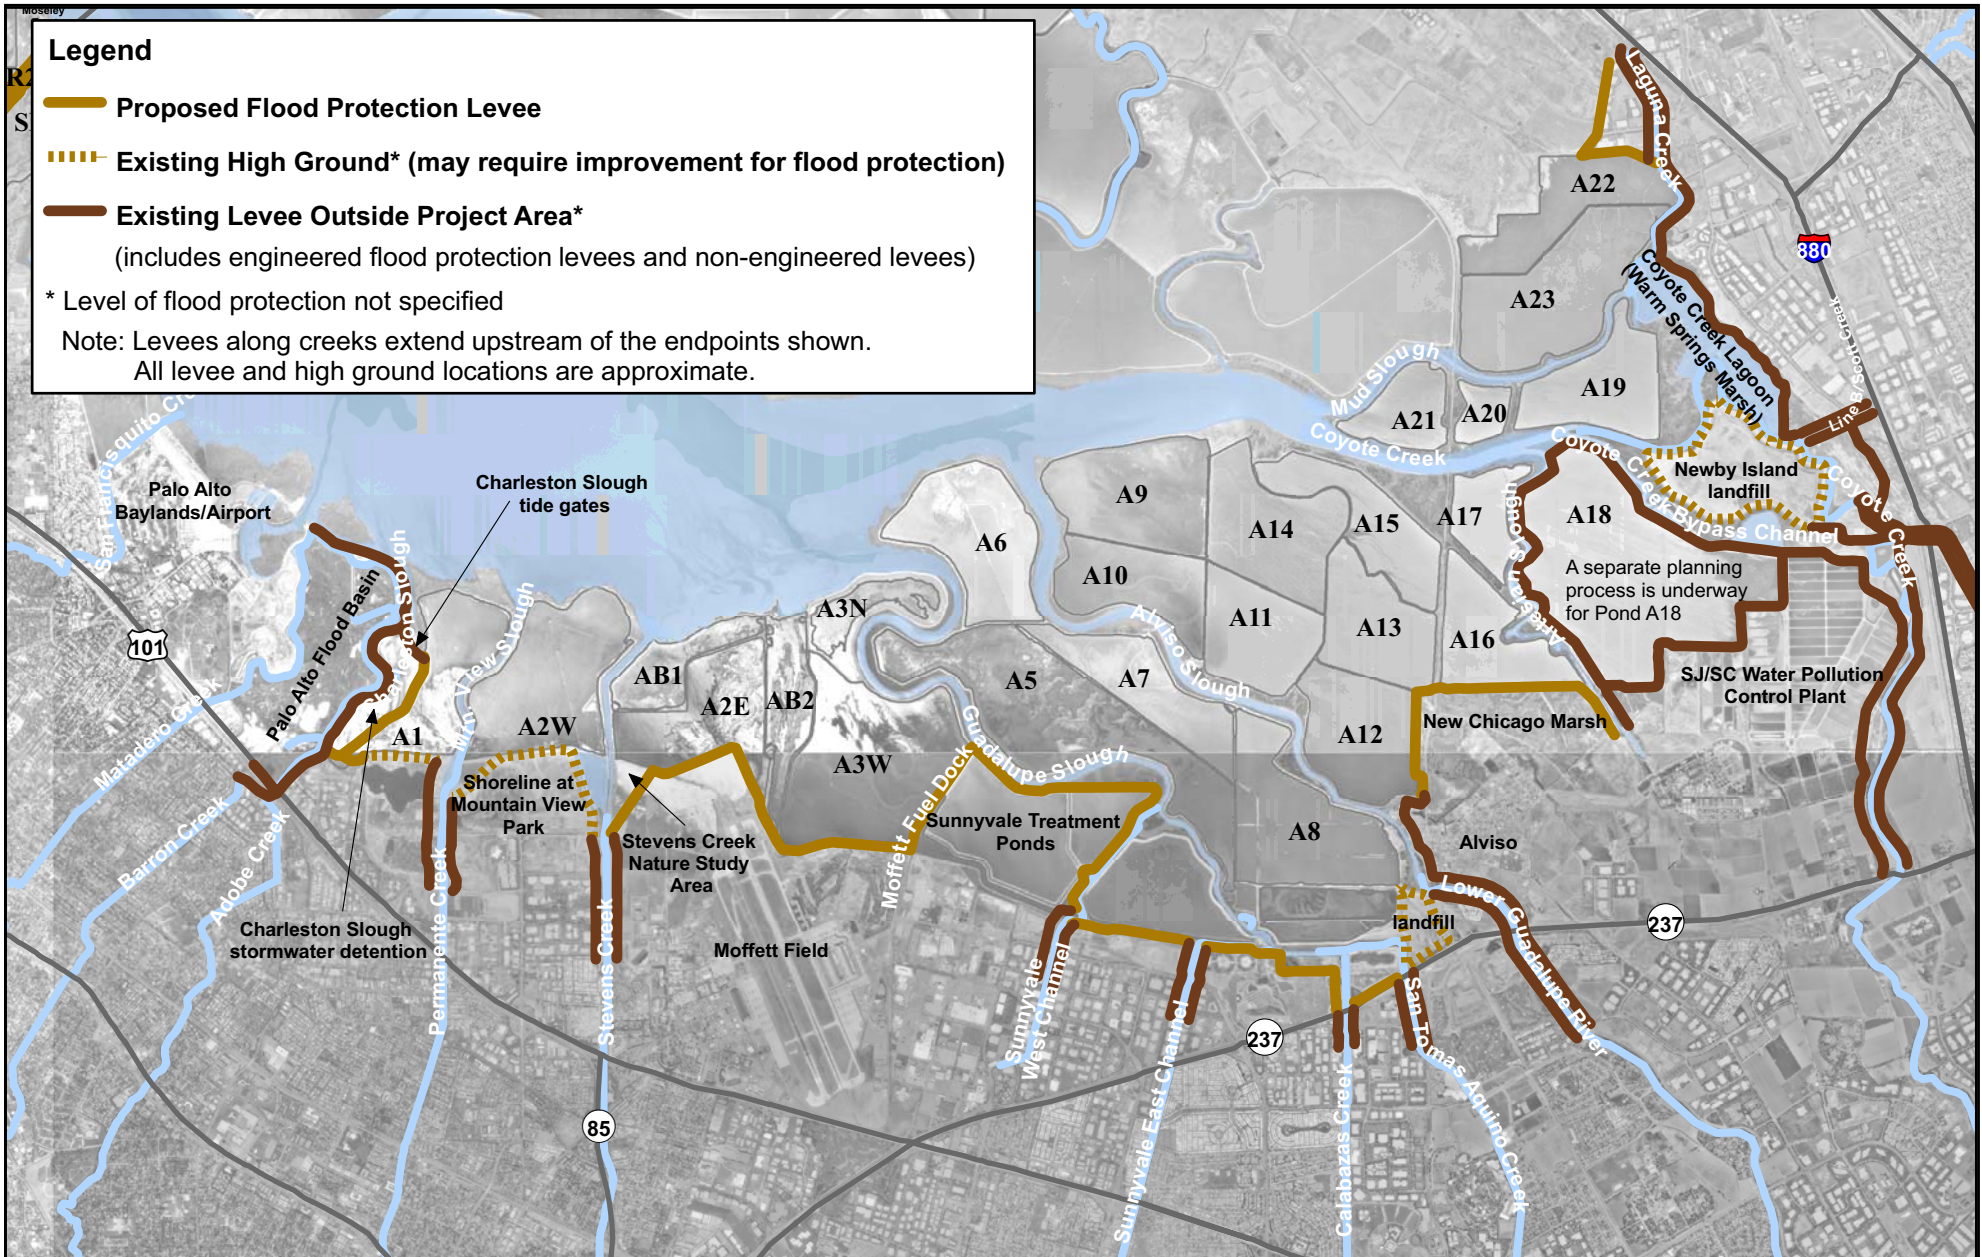 Moseley
Legend
Proposed Flood Protection Levee
Existing High Ground* (may require improvement for flood protection)
Existing Levee Outside Project Area*
(includes engineered flood protection levees and non-engineered levees)
* Level of flood protection not specified
Note: Levees along creeks extend upstream of the endpoints shown.
All levee and high ground locations are approximate.
Laguna Creek
A22
880
A23
Coyote Creek Lagoon
(Warm Springs Marsh)
Mud Slough
A19
A21
A20
Coyote Creek
San Francisquito
Palo Alto
Baylands/Airport
Charleston Slough
tide gates
A6
A9
A14
A15
A17
Coyote Creek Bypass Channel
Newby Island
landfill
Coyote Creek
A18
A separate planning
process is underway
for Pond A18
Artesian Slough
A10
A11
A13
A16
Alviso Slough
A3N
101
Palo Alto Flood Basin
Charleston Slough
Charleston Slough
Mtn. View Slough
AB1
A2E
AB2
A5
A7
SJ/SC Water Pollution
Control Plant
Matadero Creek
A1
A2W
A3W
Guadalupe Slough
A12
New Chicago Marsh
Shoreline at
Mountain View
Park
Moffett Fuel Dock
Sunnyvale Treatment
Ponds
A8
Alviso
Barron Creek
Adobe Creek
Stevens Creek
Nature Study
Area
Charleston Slough
stormwater detention
Permanente Creek
Stevens Creek
Moffett Field
landfill
Lower Guadalupe River
237
Sunnyvale
West Channel
Sunnyvale East Channel
237
Calabazas Creek
San Tomas Aquino Creek
85